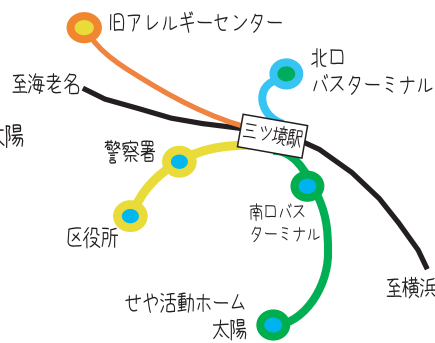 旧アレルギーセンター
北口
バスターミナル
至海老名
太陽
三ツ境駅
警察署
南口バス
ターミナル
区役所
至横浜
せや活動ホーム
太陽